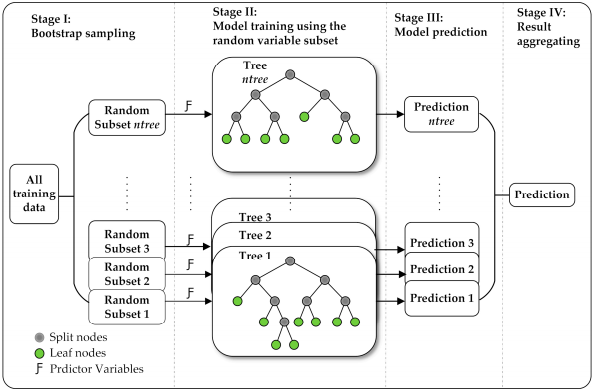 Stage I:
Bootstrap sampling
Stage II:
Model training using the
random variable subset
Stage III:
Model prediction
Stage IV:
Result
aggregating
Tree
ntree
Random
Subset ntree
Ƒ
Prediction
ntree
All
training
data
Prediction
Random
Subset 3
Ƒ
Tree 3
Prediction 3
Random
Subset 2
Ƒ
Tree 2
Prediction 2
Random
Subset 1
Ƒ
Tree 1
Prediction 1
Split nodes
Leaf nodes
Ƒ Prdictor Variables